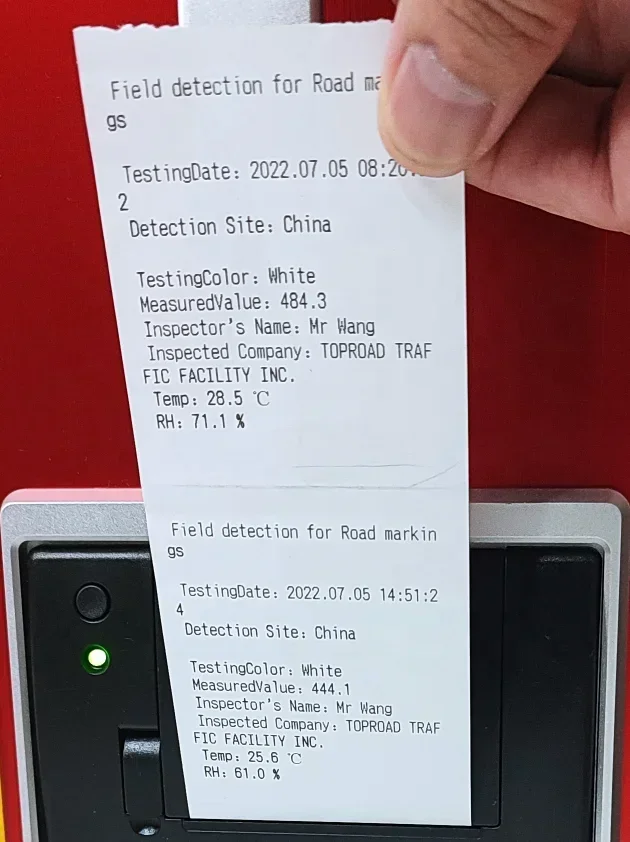 Field detection for Road
gs
TestingDate: 2022.07.05
2
Detection Site: China
TestingColor: White
MeasuredValue: 484.3
Inspector's Name: Mr Wang
Inspected Company: TOPROAD TRAF
FIC FACILITY INC.
Temp: 28.5 ℃
RH: 71.1 %
Field detection for Road markin
gs
TestingDate: 2022.07.05 14:51:2
4
Detection Site: China
TestingColor: White
MeasuredValue: 444.1
Inspector's Name: Mr Wang
Inspected Company: TOPROAD TRAF
FIC FACILITY INC.
Temp: 25.6 ℃
RH: 61.0 %